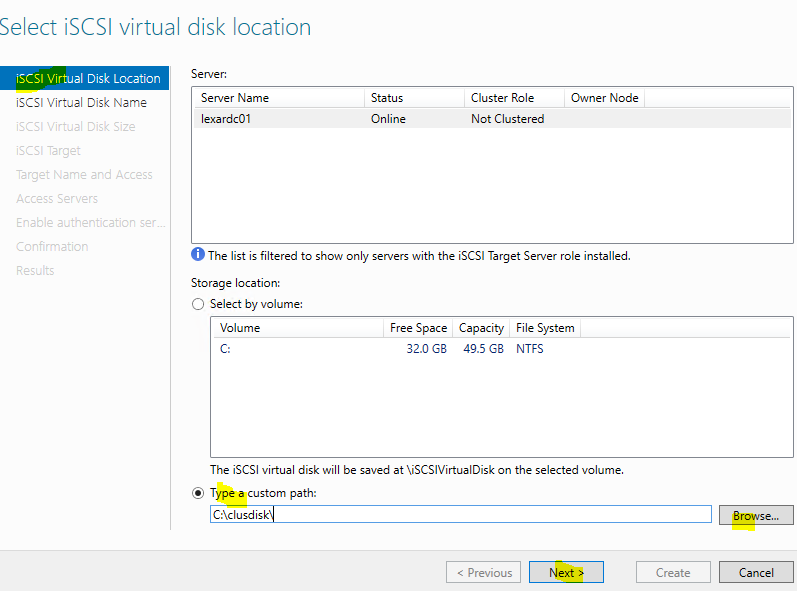 Select iSCSI virtual disk location
iSCSI Virtual Disk Location
iSCSI Virtual Disk Name
iSCSI Virtual Disk Size
iSCSI Target
Target Name and Access
Access Servers
Enable authentication ser...
Confirmation
Results
Server:
Server Name Status Cluster Role Owner Node
lexardc01 Online Not Clustered
The list is filtered to show only servers with the iSCSI Target Server role installed.
Storage location:
Select by volume:
Volume Free Space Capacity File System
C: 32.0 GB 49.5 GB NTFS
The iSCSI virtual disk will be saved at \iSCSIVirtualDisk on the selected volume.
Type a custom path:
C:\clusdisk\
Browse...
< Previous Next > Create Cancel